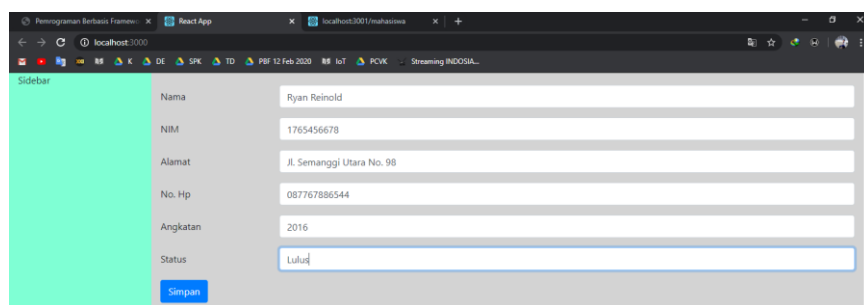 Pemrograman Berbasis Framew
React App
localhost:3001/mahasiswa
localhost:3000
K
DE
SPK
TD
PBF 12 Feb 2020
IoT
PCVK
Streaming INDOSIA...
Sidebar
Nama Ryan Reinold
NIM 1765456678
Alamat Jl. Semanggi Utara No. 98
No. Hp 087767886544
Angkatan 2016
Status Lulus
Simpan